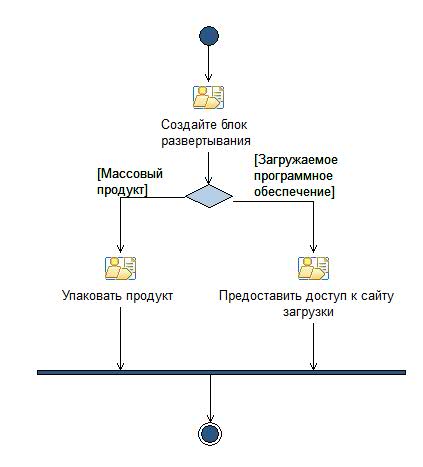 Создайте блок
развертывания
[Массовый
продукт]
[Загружаемое
программное
обеспечение]
Упаковать продукт
Предоставить доступ к сайту
загрузки